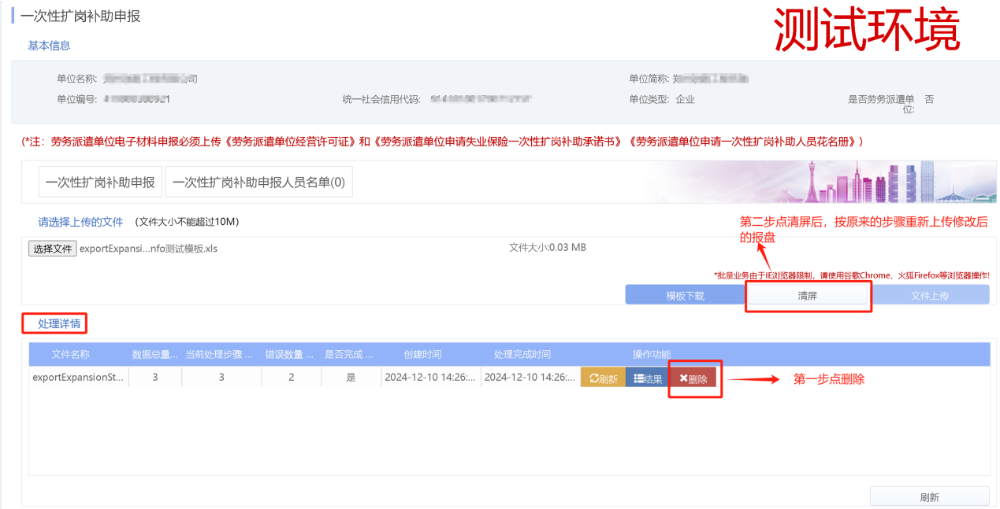 一次性扩岗补助申报
测试环境
基本信息
单位名称: 司
单位简称:
单位编号:
统一社会信用代码:
单位类型: 企业
是否劳务派遣单位: 否
(*注：劳务派遣单位电子材料申报必须上传《劳务派遣单位经营许可证》和《劳务派遣单位申请失业保险一次性扩岗补助承诺书》《劳务派遣单位申请一次性扩岗补助人员花名册》)
一次性扩岗补助申报 一次性扩岗补助申报人员名单(0)
请选择上传的文件 (文件大小不能超过10M)
第二步点清屏后，按原来的步骤重新上传修改后
的报盘
选择文件 exportExpansi...nfo测试模板.xls
文件大小:0.03 MB
*批量业务由于IE浏览器限制，请使用谷歌Chrome、火狐Firefox等浏览器操作!
模板下载 清屏 文件上传
处理详情
文件名称 数据总量... 当前处理步骤 ... 错误数量 ... 是否完成 ... 创建时间 处理完成时间 操作功能
exportExpansionSt... 3 3 2 是 2024-12-10 14:26:... 2024-12-10 14:26:... 刷新 结果 删除
第一步点删除
刷新